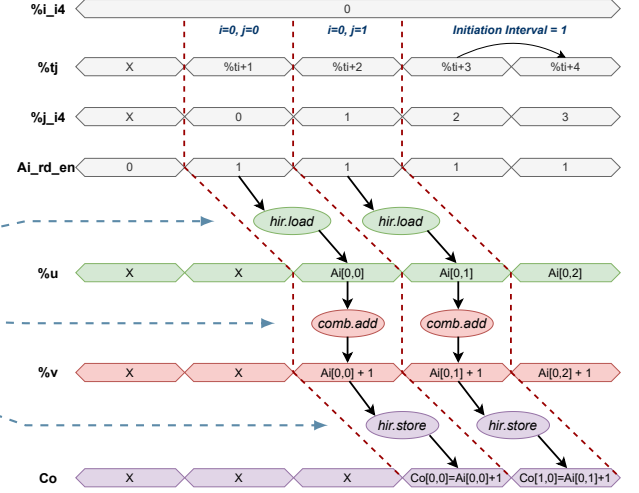 %i_i4 0
i=0, j=0 i=0, j=1 Initiation Interval = 1
%tj X %ti+1 %ti+2 %ti+3 %ti+4
%j_i4 X 0 1 2 3
Ai_rd_en 0 1 1 1 1
hir.load hir.load
%u X X Ai[0,0] Ai[0,1] Ai[0,2]
comb.add comb.add
%v X X Ai[0,0] + 1 Ai[0,1] + 1 Ai[0,2] + 1
hir.store hir.store
Co X X X Co[0,0]=Ai[0,0]+1 Co[1,0]=Ai[0,1]+1